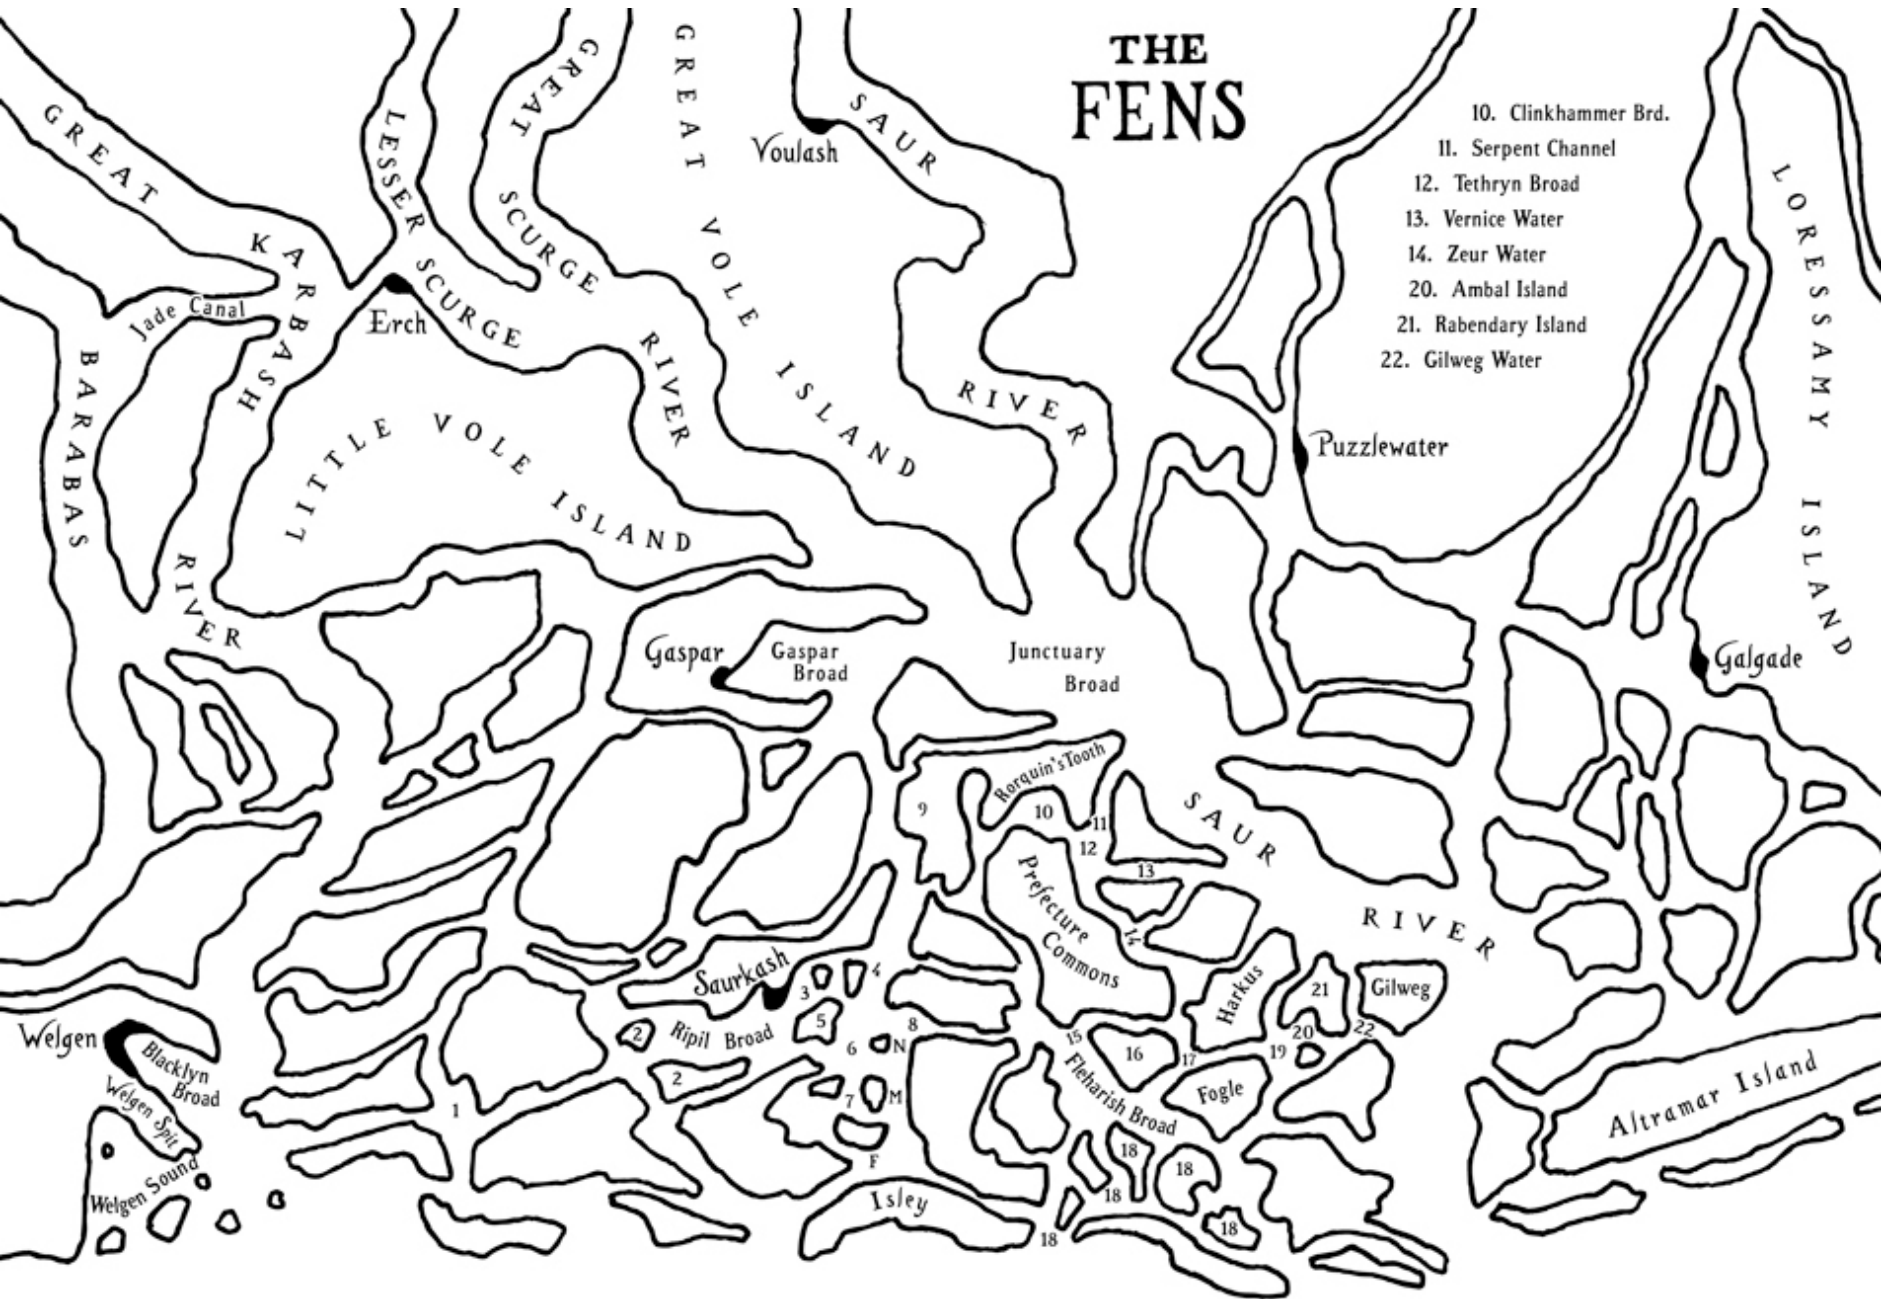 THE
FENS
10. Clinkhammer Brd.
11. Serpent Channel
12. Tethryn Broad
13. Vernice Water
14. Zeur Water
20. Ambal Island
21. Rabendary Island
22. Gilweg Water
GREAT
KARBASH
RIVER
LESSER
SCURGE
GREAT
SCURGE
RIVER
GREAT VOLE ISLAND
SAUR
RIVER
Voulash
Jade Canal
Erch
BARABAS
LITTLE VOLE ISLAND
Puzzlewater
LORESSAMY ISLAND
Galgade
Gaspar
Gaspar
Broad
Junctuary
Broad
Rorquin's Tooth
9
10
11
12
13
14
SAUR
RIVER
Prefecture
Commons
Saurkash
3
4
5
2
Ripil Broad
6
N
8
2
7
M
F
Harkus
21
Gilweg
20
22
15
16
17
19
Fogle
Fleharish Broad
18
18
18
18
18
Welgen
Blacklyn
Broad
Welgen Spit
Welgen Sound
1
Isley
Altramar Island